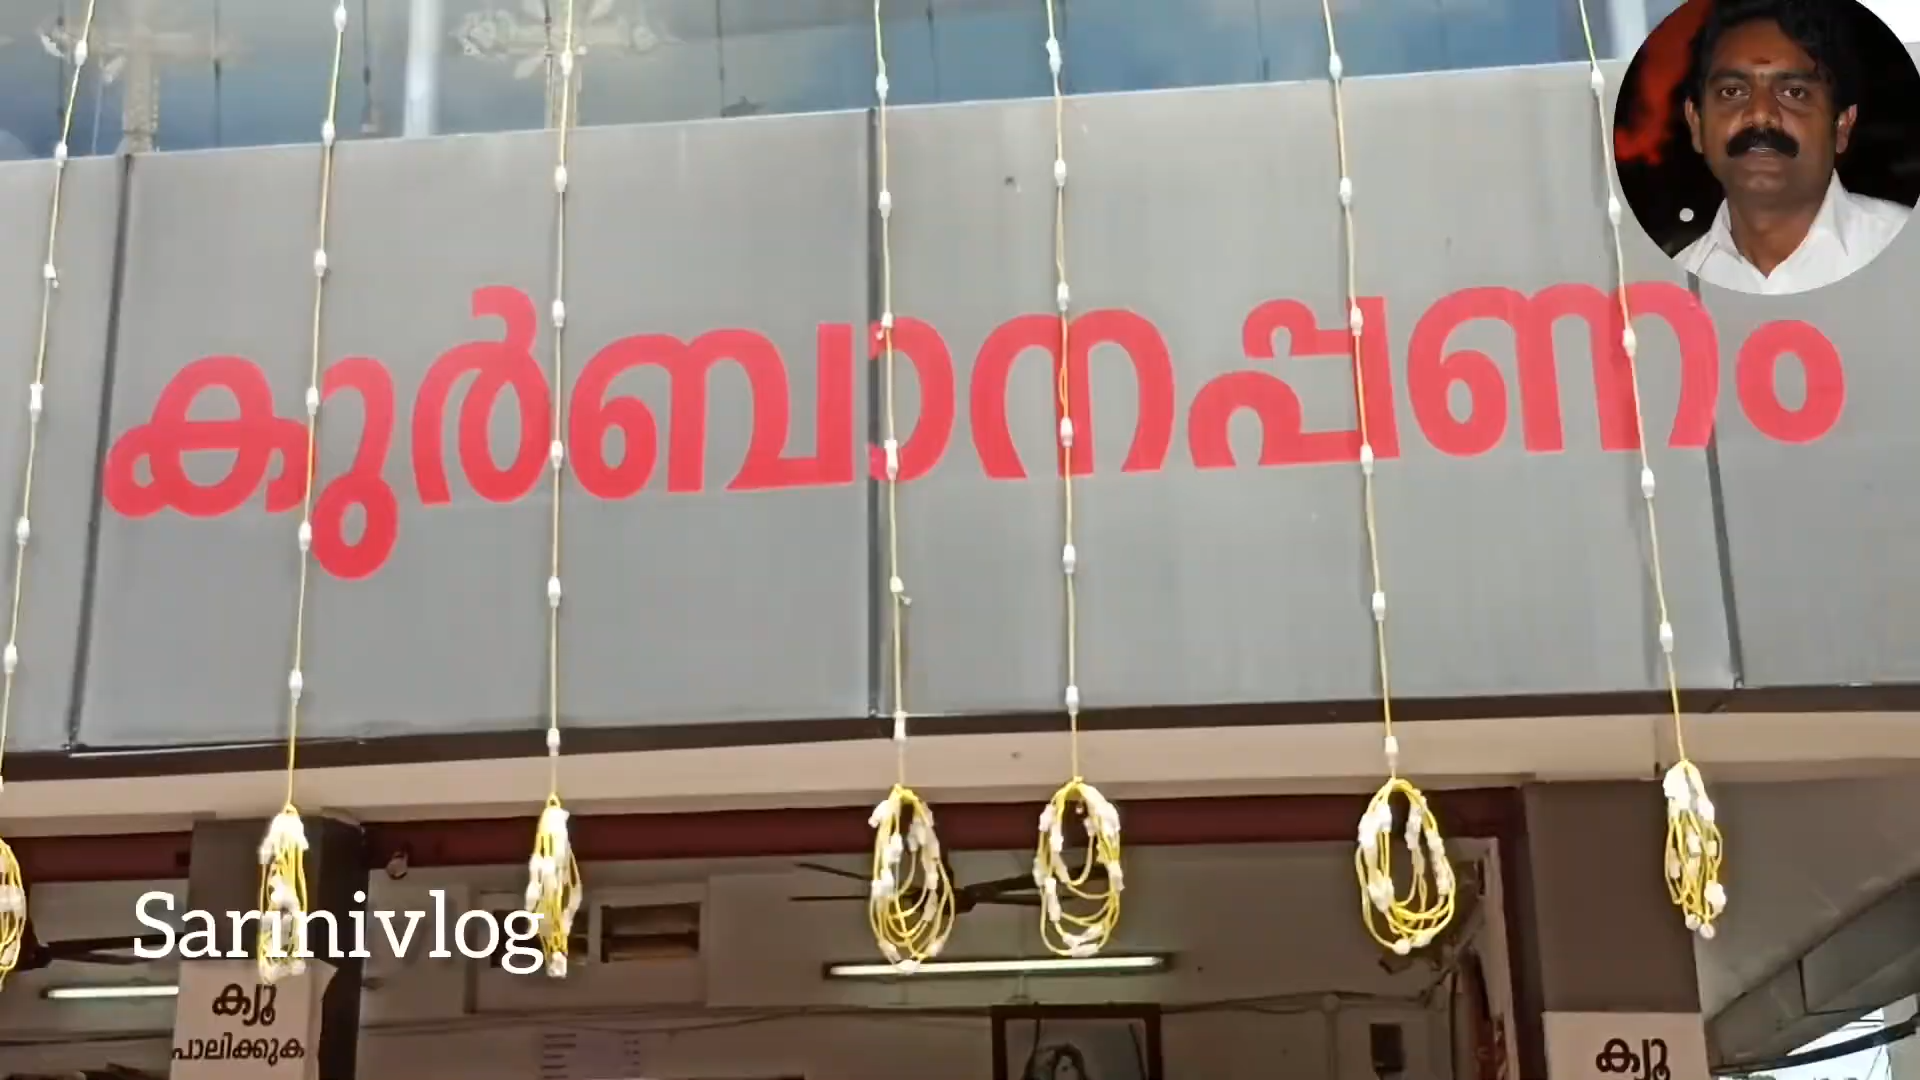 കുർബാനപ്പണം
Sarinivlog
ക്യൂ
പാലിക്കുക
ക്യൂ